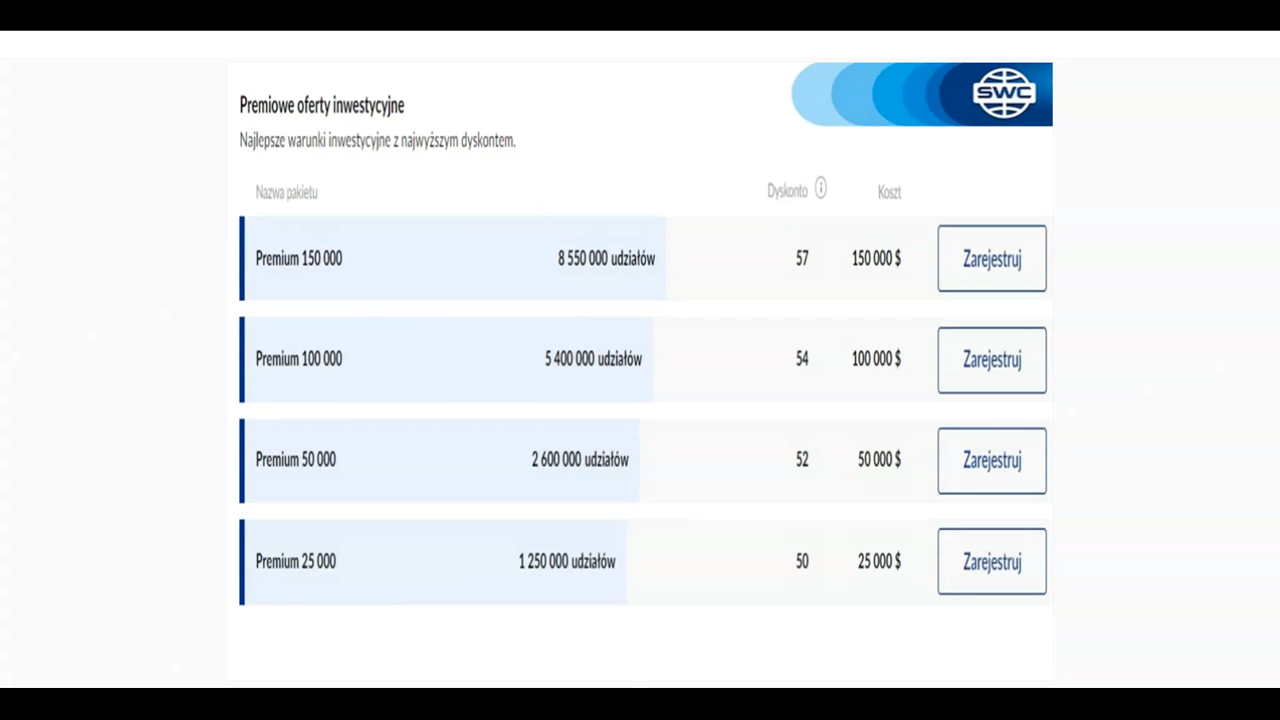 SWC
Premiowe oferty inwestycyjne
Najlepsze warunki inwestycyjne z najwyższym dyskontem.
Nazwa pakietu Dyskonto i Koszt
Premium 150 000 8 550 000 udziałów 57 150 000 $ Zarejestruj
Premium 100 000 5 400 000 udziałów 54 100 000 $ Zarejestruj
Premium 50 000 2 600 000 udziałów 52 50 000 $ Zarejestruj
Premium 25 000 1 250 000 udziałów 50 25 000 $ Zarejestruj